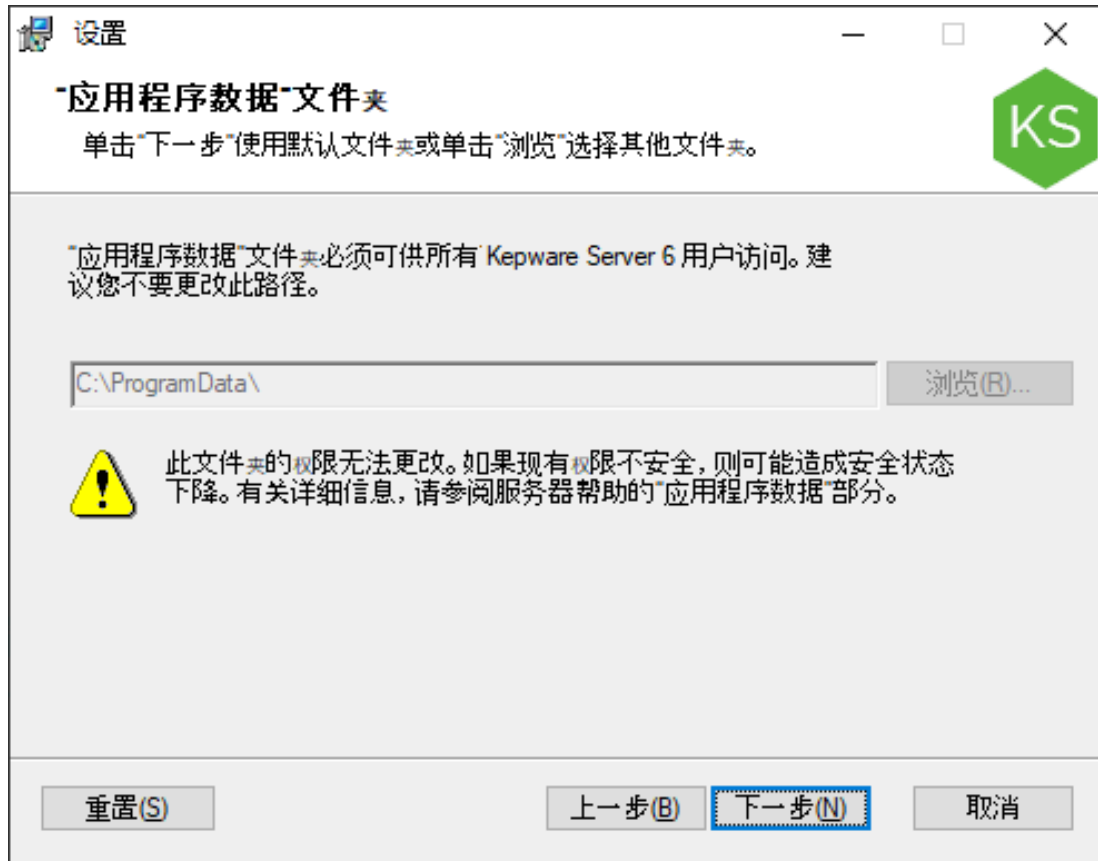 设置
"应用程序数据"文件夹
单击"下一步"使用默认文件夹或单击"浏览"选择其他文件夹。
KS
"应用程序数据"文件夹必须可供所有 Kepware Server 6 用户访问。建
议您不要更改此路径。
C:\ProgramData\
浏览(R)...
此文件夹的权限无法更改。如果现有权限不安全，则可能造成安全状态
下降。有关详细信息，请参阅服务器帮助的"应用程序数据"部分。
重置(S)
上一步(B)
下一步(N)
取消